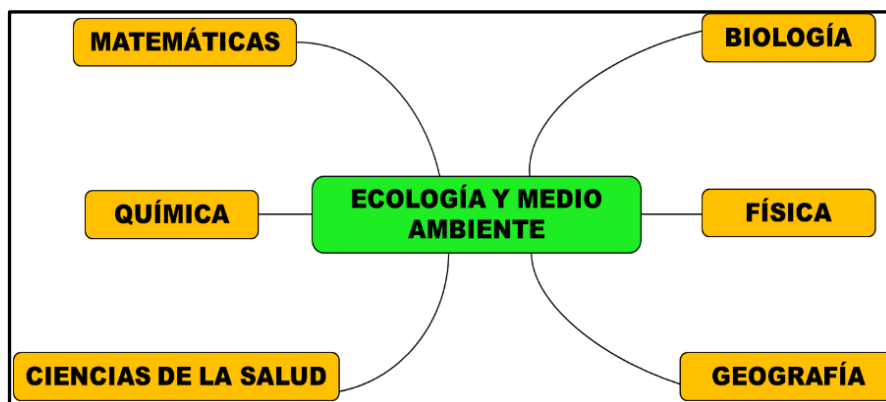 MATEMÁTICAS
BIOLOGÍA
ECOLOGÍA Y MEDIO
AMBIENTE
QUÍMICA
FÍSICA
CIENCIAS DE LA SALUD
GEOGRAFÍA